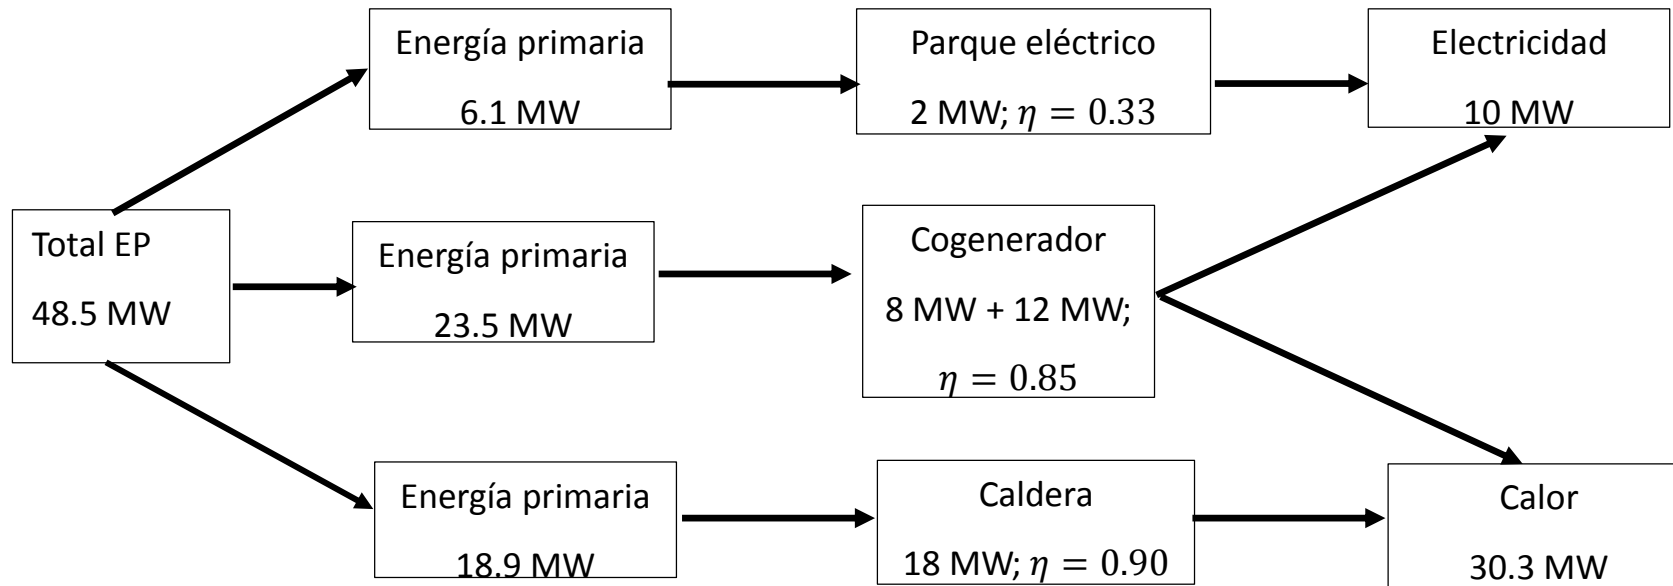 Energía primaria
6.1 MW
Parque eléctrico
2 MW; η = 0.33
Electricidad
10 MW
Total EP
48.5 MW
Energía primaria
23.5 MW
Cogenerador
8 MW + 12 MW;
η = 0.85
Energía primaria
18.9 MW
Caldera
18 MW; η = 0.90
Calor
30.3 MW